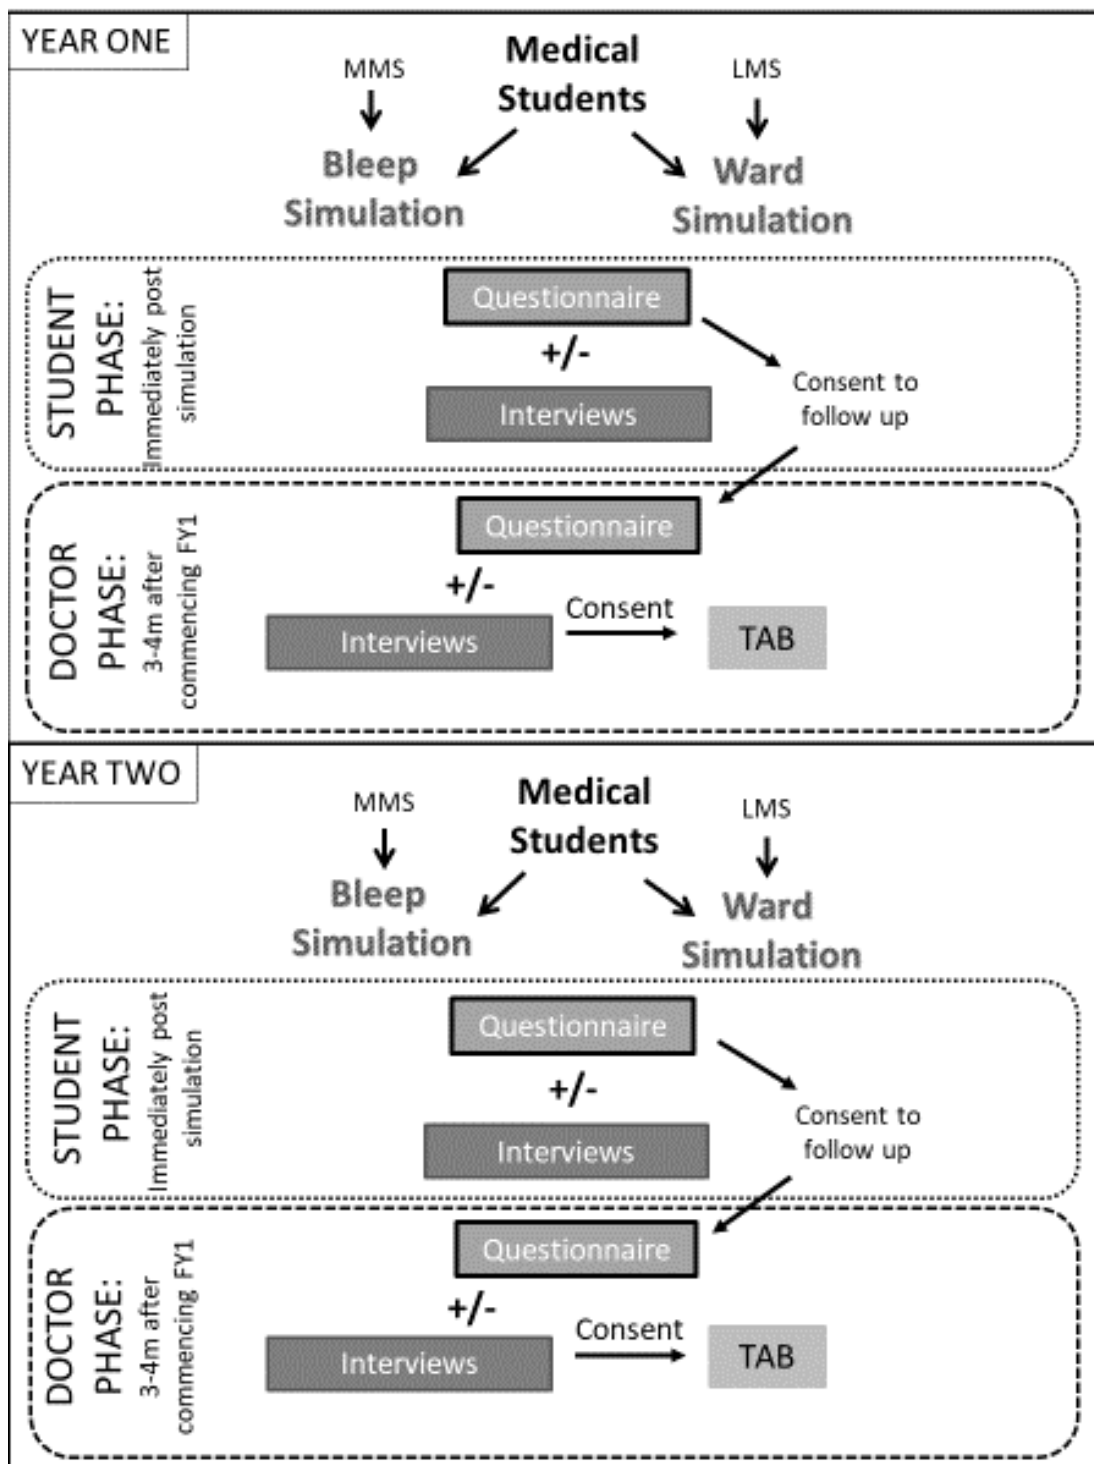 YEAR ONE
MMS
Medical
Students
LMS
Bleep
Simulation
Ward
Simulation
STUDENT
PHASE:
Immediately post
simulation
Questionnaire
+/-
Interviews
Consent to
follow up
DOCTOR
PHASE:
3-4m after
commencing FY1
Questionnaire
+/-
Interviews
Consent
TAB
YEAR TWO
MMS
Medical
Students
LMS
Bleep
Simulation
Ward
Simulation
STUDENT
PHASE:
Immediately post
simulation
Questionnaire
+/-
Interviews
Consent to
follow up
DOCTOR
PHASE:
3-4m after
commencing FY1
Questionnaire
+/-
Interviews
Consent
TAB